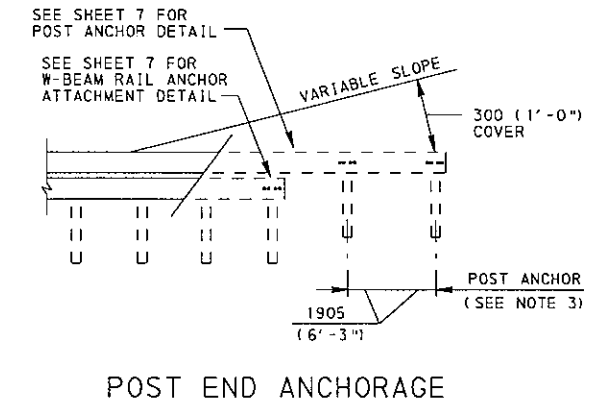 SEE SHEET 7 FOR
POST ANCHOR DETAIL
SEE SHEET 7 FOR
W-BEAM RAIL ANCHOR
ATTACHMENT DETAIL
VARIABLE SLOPE
300 (1'-0")
COVER
POST ANCHOR
(SEE NOTE 3)
1905
(6'-3")
POST END ANCHORAGE